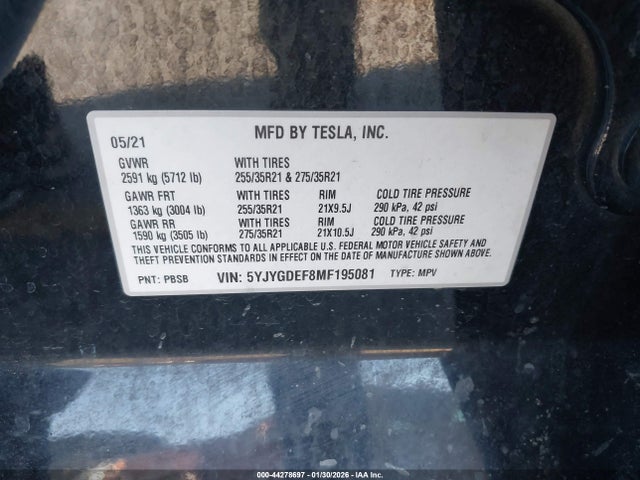 05/21 MFD BY TESLA, INC.
GVWR WITH TIRES
2591 kg (5712 lb) 255/35R21 & 275/35R21
GAWR FRT WITH TIRES RIM COLD TIRE PRESSURE
1363 kg (3004 lb) 255/35R21 21X9.5J 290 kPa, 42 psi
GAWR RR WITH TIRES RIM COLD TIRE PRESSURE
1590 kg (3505 lb) 275/35R21 21X10.5J 290 kPa, 42 psi
THIS VEHICLE CONFORMS TO ALL APPLICABLE U.S. FEDERAL MOTOR VEHICLE SAFETY AND
THEFT PREVENTION STANDARDS IN EFFECT ON THE DATE OF MANUFACTURE SHOWN ABOVE.
PNT: PBSB VIN: 5YJYGDEF8MF195081 TYPE: MPV
000-44278697 - 01/30/2026 - IAA Corp.